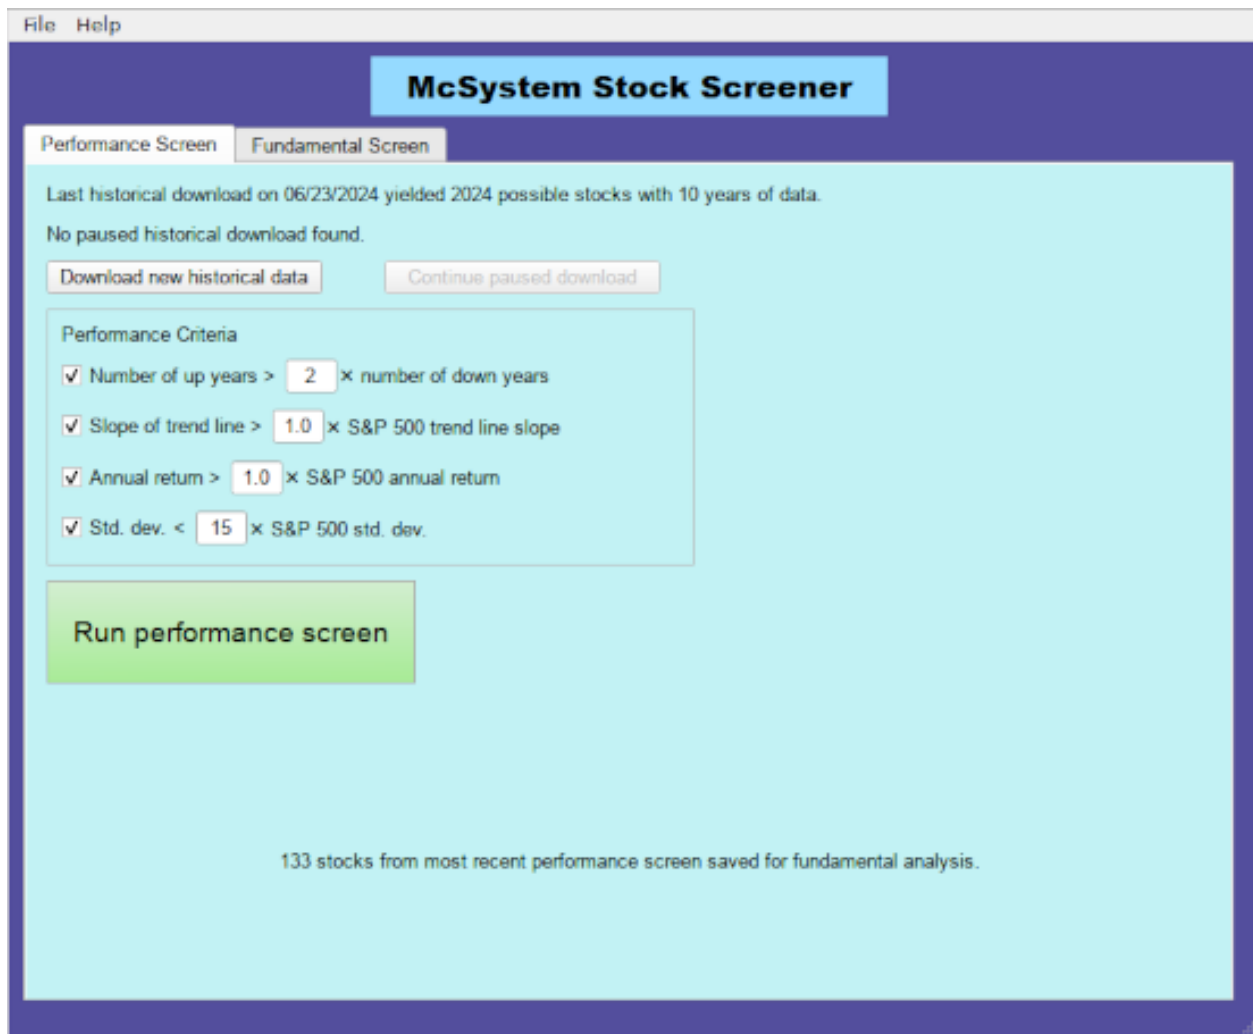 File Help
McSystem Stock Screener
Performance Screen Fundamental Screen
Last historical download on 06/23/2024 yielded 2024 possible stocks with 10 years of data.
No paused historical download found.
Download new historical data Continue paused download
Performance Criteria
Number of up years > 2 × number of down years
Slope of trend line > 1.0 × S&P 500 trend line slope
Annual return > 1.0 × S&P 500 annual return
Std. dev. < 15 × S&P 500 std. dev.
Run performance screen
133 stocks from most recent performance screen saved for fundamental analysis.